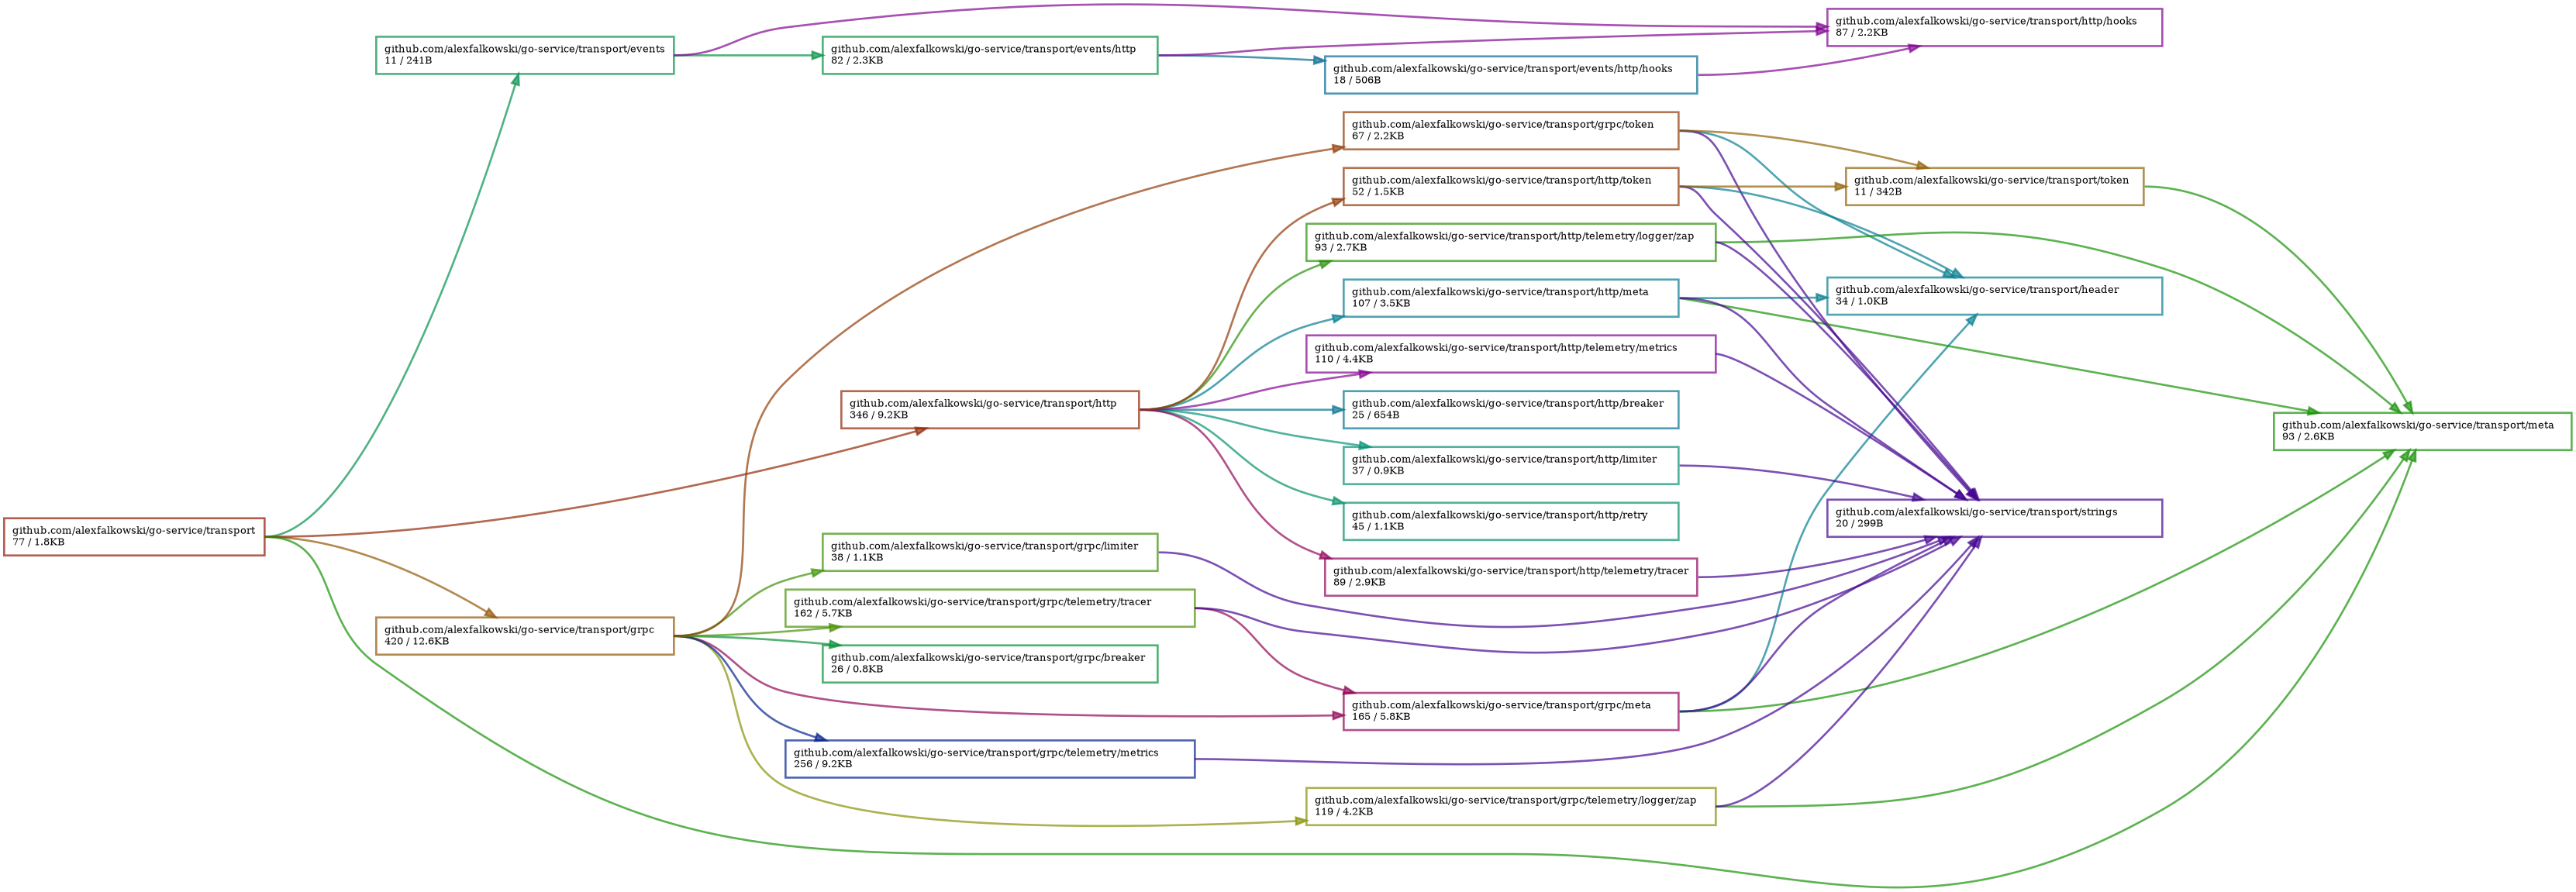 github.com/alexfalkowski/go-service/transport/http/hooks
87 / 2.2KB
github.com/alexfalkowski/go-service/transport/events
11 / 241B
github.com/alexfalkowski/go-service/transport/events/http
82 / 2.3KB
github.com/alexfalkowski/go-service/transport/events/http/hooks
18 / 506B
github.com/alexfalkowski/go-service/transport/grpc/token
67 / 2.2KB
github.com/alexfalkowski/go-service/transport/http/token
52 / 1.5KB
github.com/alexfalkowski/go-service/transport/token
11 / 342B
github.com/alexfalkowski/go-service/transport/http/telemetry/logger/zap
93 / 2.7KB
github.com/alexfalkowski/go-service/transport/http/meta
107 / 3.5KB
github.com/alexfalkowski/go-service/transport/header
34 / 1.0KB
github.com/alexfalkowski/go-service/transport/http/telemetry/metrics
110 / 4.4KB
github.com/alexfalkowski/go-service/transport/http
346 / 9.2KB
github.com/alexfalkowski/go-service/transport/http/breaker
25 / 654B
github.com/alexfalkowski/go-service/transport/meta
93 / 2.6KB
github.com/alexfalkowski/go-service/transport/http/limiter
37 / 0.9KB
github.com/alexfalkowski/go-service/transport/http/retry
45 / 1.1KB
github.com/alexfalkowski/go-service/transport/strings
20 / 299B
github.com/alexfalkowski/go-service/transport
77 / 1.8KB
github.com/alexfalkowski/go-service/transport/grpc/limiter
38 / 1.1KB
github.com/alexfalkowski/go-service/transport/http/telemetry/tracer
89 / 2.9KB
github.com/alexfalkowski/go-service/transport/grpc/telemetry/tracer
162 / 5.7KB
github.com/alexfalkowski/go-service/transport/grpc
420 / 12.6KB
github.com/alexfalkowski/go-service/transport/grpc/breaker
26 / 0.8KB
github.com/alexfalkowski/go-service/transport/grpc/meta
165 / 5.8KB
github.com/alexfalkowski/go-service/transport/grpc/telemetry/metrics
256 / 9.2KB
github.com/alexfalkowski/go-service/transport/grpc/telemetry/logger/zap
119 / 4.2KB